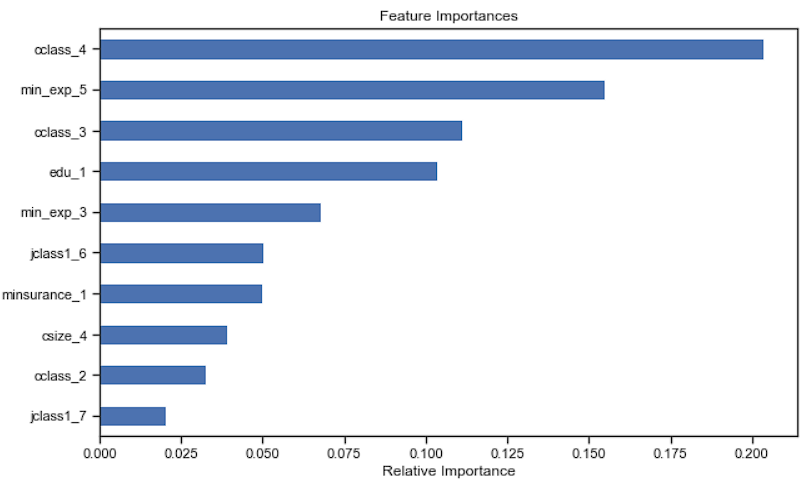 Feature Importances
cclass_4
min_exp_5
cclass_3
edu_1
min_exp_3
jclass1_6
minsurance_1
csize_4
cclass_2
jclass1_7
0.000 0.025 0.050 0.075 0.100 0.125 0.150 0.175 0.200
Relative Importance